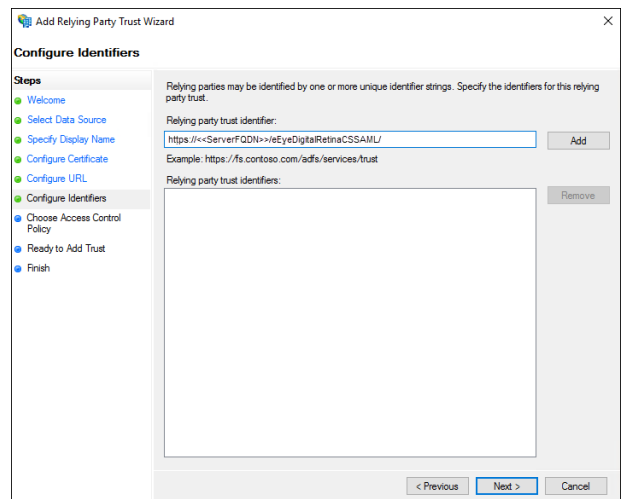 Add Relying Party Trust Wizard
Configure Identifiers
Steps
Welcome
Select Data Source
Specify Display Name
Configure Certificate
Configure URL
Configure Identifiers
Choose Access Control
Policy
Ready to Add Trust
Finish
Relying parties may be identified by one or more unique identifier strings. Specify the identifiers for this relying
party trust.
Relying party trust identifier:
https://<<ServerFQDN>>/eEyeDigitalRetinaCSSAML/
Add
Example: https://fs.contoso.com/adfs/services/trust
Relying party trust identifiers:
Remove
< Previous
Next >
Cancel